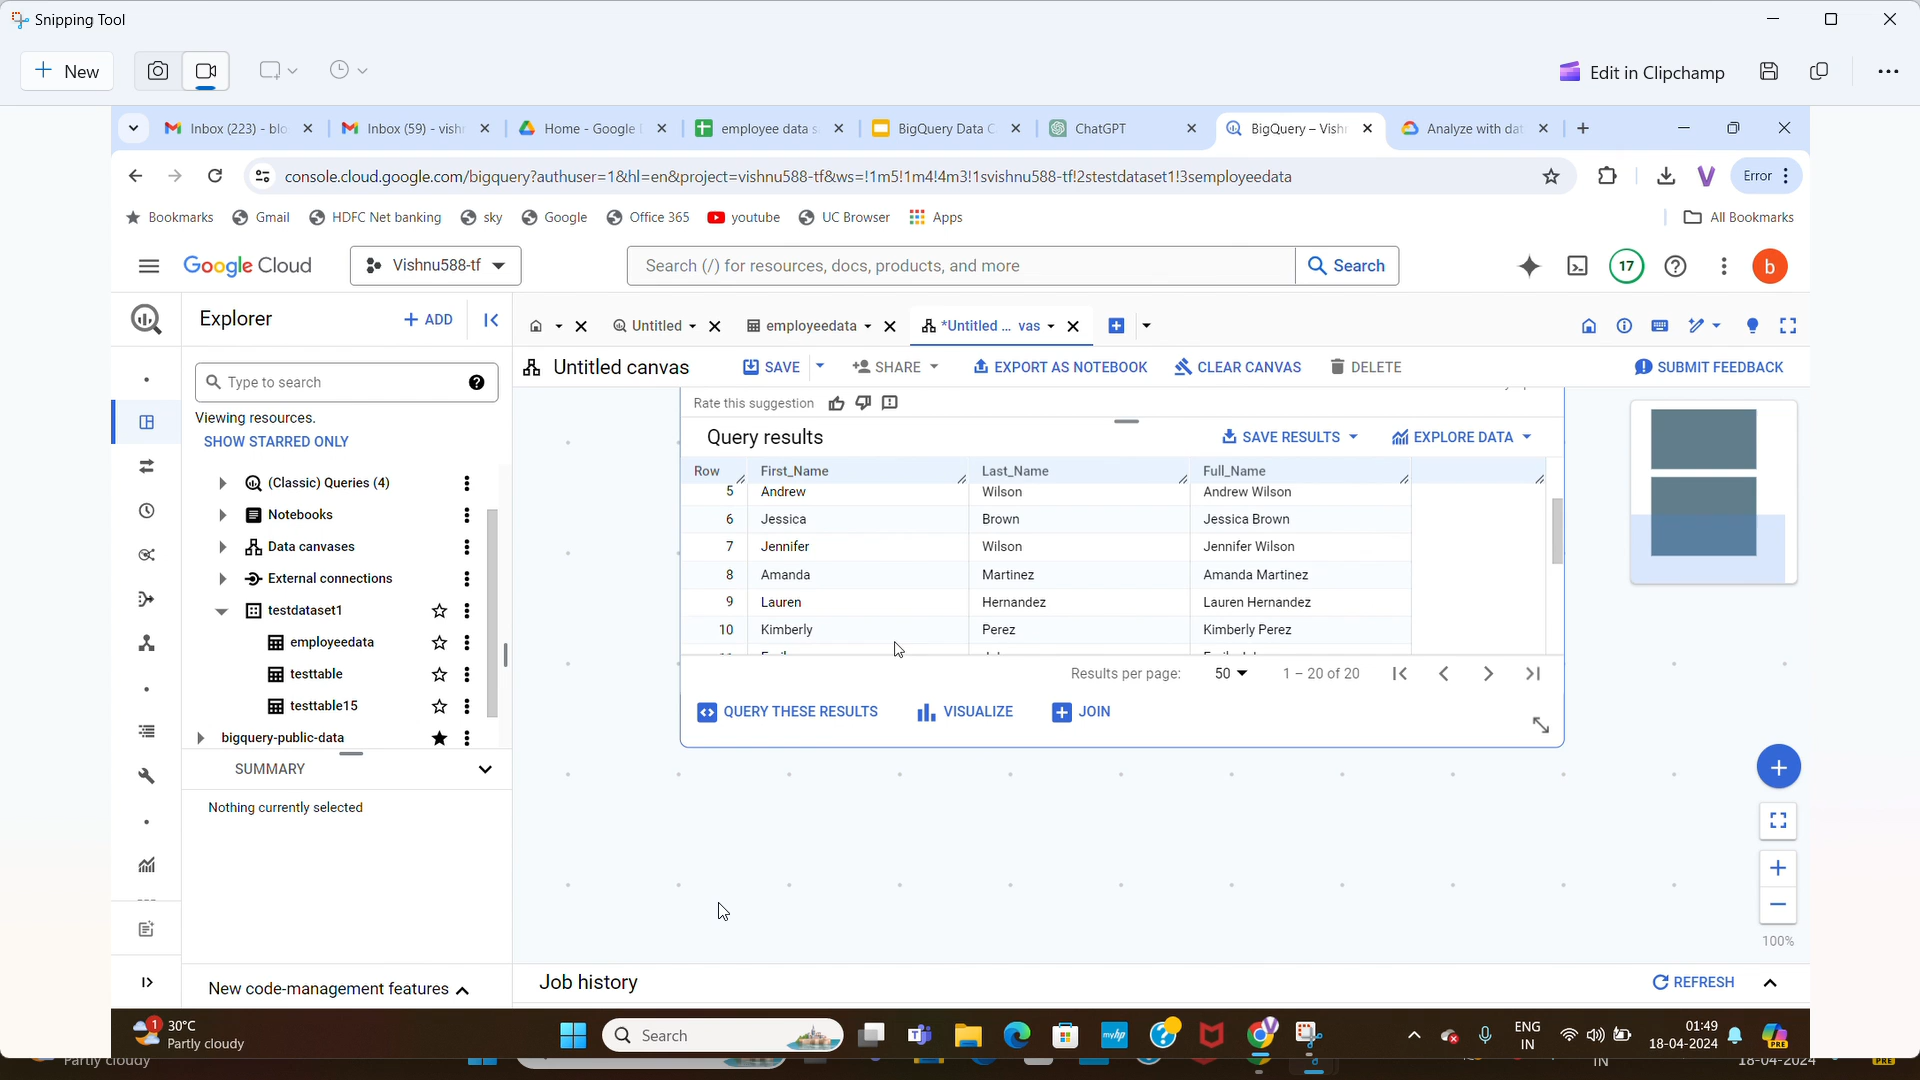 Snipping Tool
New
Edit in Clipchamp
Inbox (223) - blo
Inbox (59) - vish
Home - Google
employee data s
BigQuery Data C
ChatGPT
BigQuery – Vish
Analyze with dat
console.cloud.google.com/bigquery?authuser=1&hl=en&project=vishnu588-tf&ws=!1m5!1m4!4m3!1svishnu588-tf!2stestdataset1!3semployeedata
Error
Bookmarks
Gmail
HDFC Net banking
sky
Google
Office 365
youtube
UC Browser
Apps
All Bookmarks
Google Cloud
Vishnu588-tf
Search (/) for resources, docs, products, and more
Search
17
b
Explorer
+ ADD
Untitled
employeedata
*Untitled ... vas
Untitled canvas
SAVE
SHARE
EXPORT AS NOTEBOOK
CLEAR CANVAS
DELETE
SUBMIT FEEDBACK
Type to search
Viewing resources.
SHOW STARRED ONLY
(Classic) Queries (4)
Notebooks
Data canvases
External connections
testdataset1
employeedata
testtable
testtable15
bigquery-public-data
SUMMARY
Nothing currently selected
New code-management features
Rate this suggestion
Query results
SAVE RESULTS
EXPLORE DATA
Row First_Name Last_Name Full_Name
5 Andrew Wilson Andrew Wilson
6 Jessica Brown Jessica Brown
7 Jennifer Wilson Jennifer Wilson
8 Amanda Martinez Amanda Martinez
9 Lauren Hernandez Lauren Hernandez
10 Kimberly Perez Kimberly Perez
Results per page: 50 1 – 20 of 20
QUERY THESE RESULTS
VISUALIZE
JOIN
100%
Job history
REFRESH
1
30°C
Partly cloudy
Search
myhp
ENG
IN
01:49
18-04-2024
PRE
Partly cloudy
IN
18-04-2024
PRE